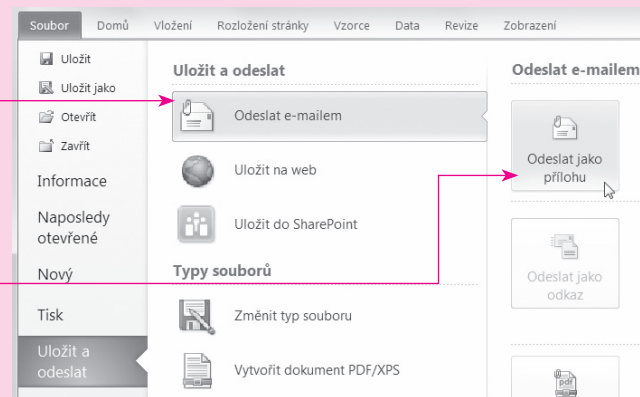 Soubor Domů Vložení Rozložení stránky Vzorce Data Revize Zobrazení
Uložit
Uložit jako
Otevřít
Zavřít
Informace
Naposledy
otevřené
Nový
Tisk
Uložit a
odeslat
Uložit a odeslat
Odeslat e-mailem
Uložit na web
Uložit do SharePoint
Typy souborů
Změnit typ souboru
Vytvořit dokument PDF/XPS
Odeslat e-mailem
Odeslat jako
přílohu
Odeslat jako
odkaz
pdf